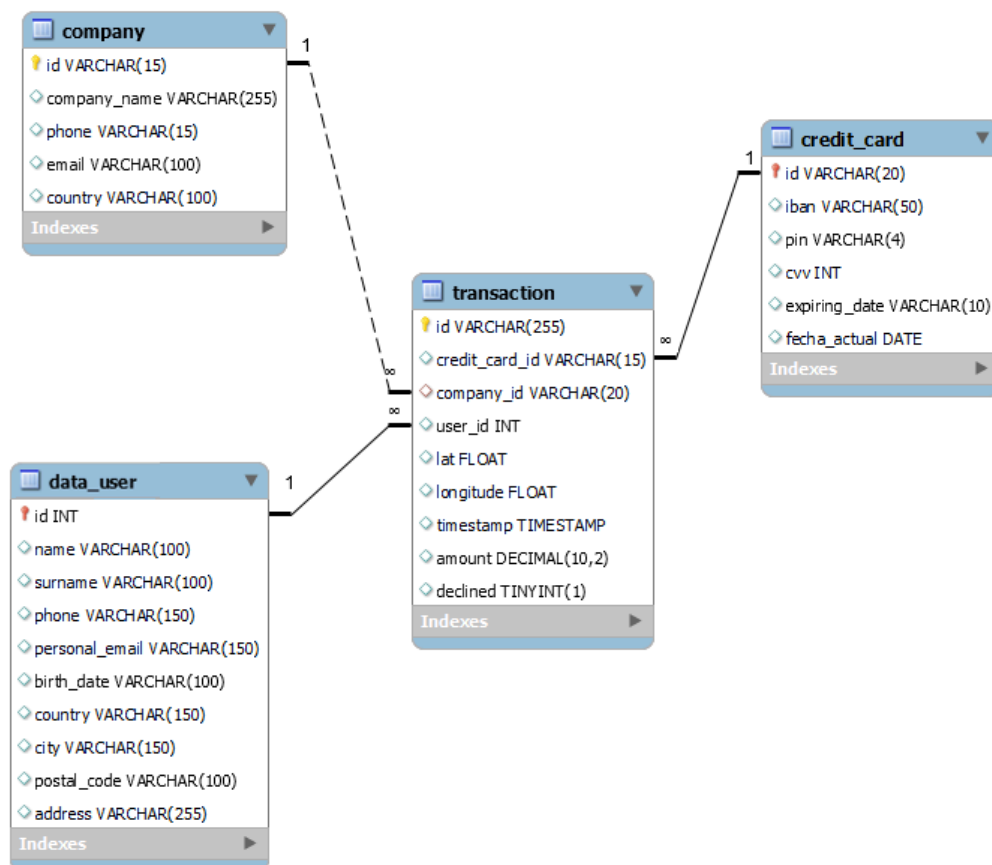 company
id VARCHAR(15)
company_name VARCHAR(255)
phone VARCHAR(15)
email VARCHAR(100)
country VARCHAR(100)
Indexes
1
∞
credit_card
id VARCHAR(20)
iban VARCHAR(50)
pin VARCHAR(4)
cvv INT
expiring_date VARCHAR(10)
fecha_actual DATE
Indexes
1
∞
transaction
id VARCHAR(255)
credit_card_id VARCHAR(15)
company_id VARCHAR(20)
user_id INT
lat FLOAT
longitude FLOAT
timestamp TIMESTAMP
amount DECIMAL(10,2)
declined TINYINT(1)
Indexes
∞
1
data_user
id INT
name VARCHAR(100)
surname VARCHAR(100)
phone VARCHAR(150)
personal_email VARCHAR(150)
birth_date VARCHAR(100)
country VARCHAR(150)
city VARCHAR(150)
postal_code VARCHAR(100)
address VARCHAR(255)
Indexes